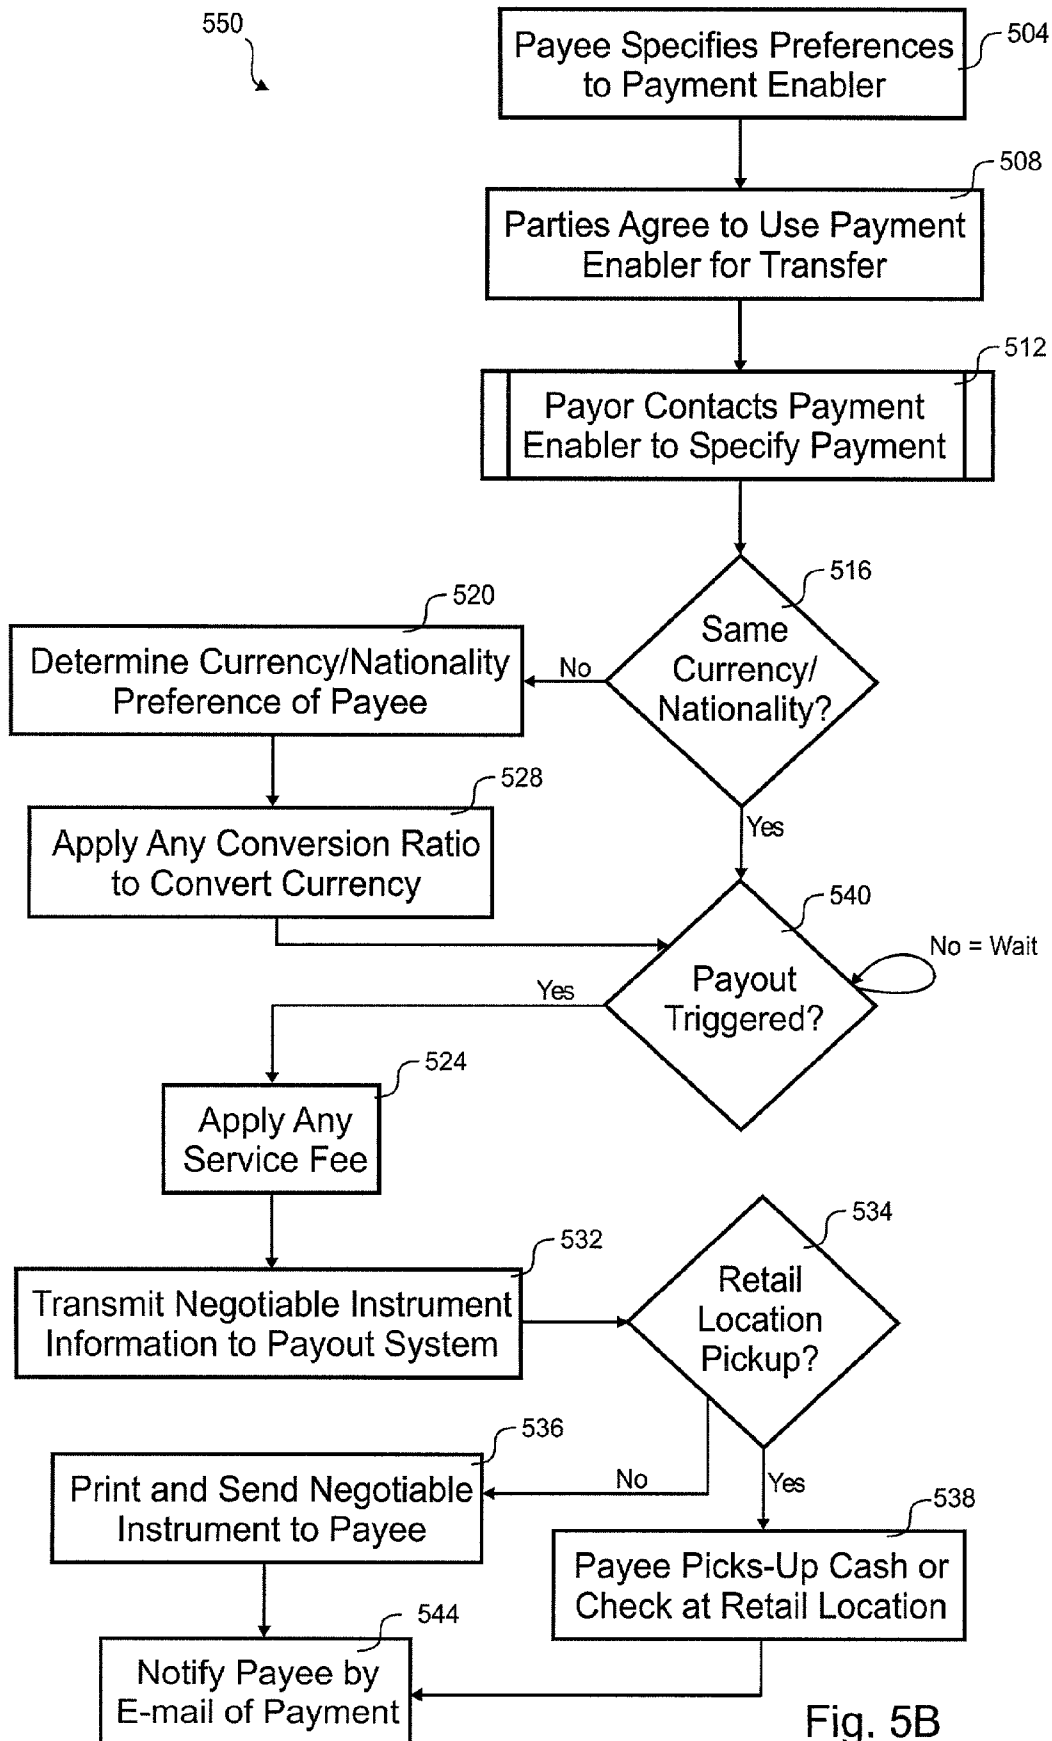 550
504
Payee Specifies Preferences
to Payment Enabler
508
Parties Agree to Use Payment
Enabler for Transfer
512
Payor Contacts Payment
Enabler to Specify Payment
516
Same
Currency/
Nationality?
No
Yes
520
Determine Currency/Nationality
Preference of Payee
528
Apply Any Conversion Ratio
to Convert Currency
540
Payout
Triggered?
No = Wait
Yes
524
Apply Any
Service Fee
532
Transmit Negotiable Instrument
Information to Payout System
534
Retail
Location
Pickup?
No
Yes
536
Print and Send Negotiable
Instrument to Payee
538
Payee Picks-Up Cash or
Check at Retail Location
544
Notify Payee by
E-mail of Payment
Fig. 5B